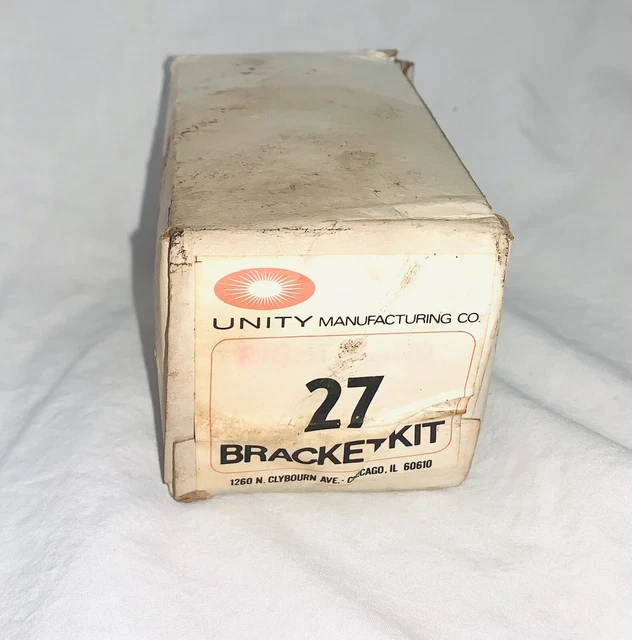 UNITY MANUFACTURING CO.
27
BRACKET KIT
1260 N. CLYBOURN AVE. - CHICAGO, IL 60610